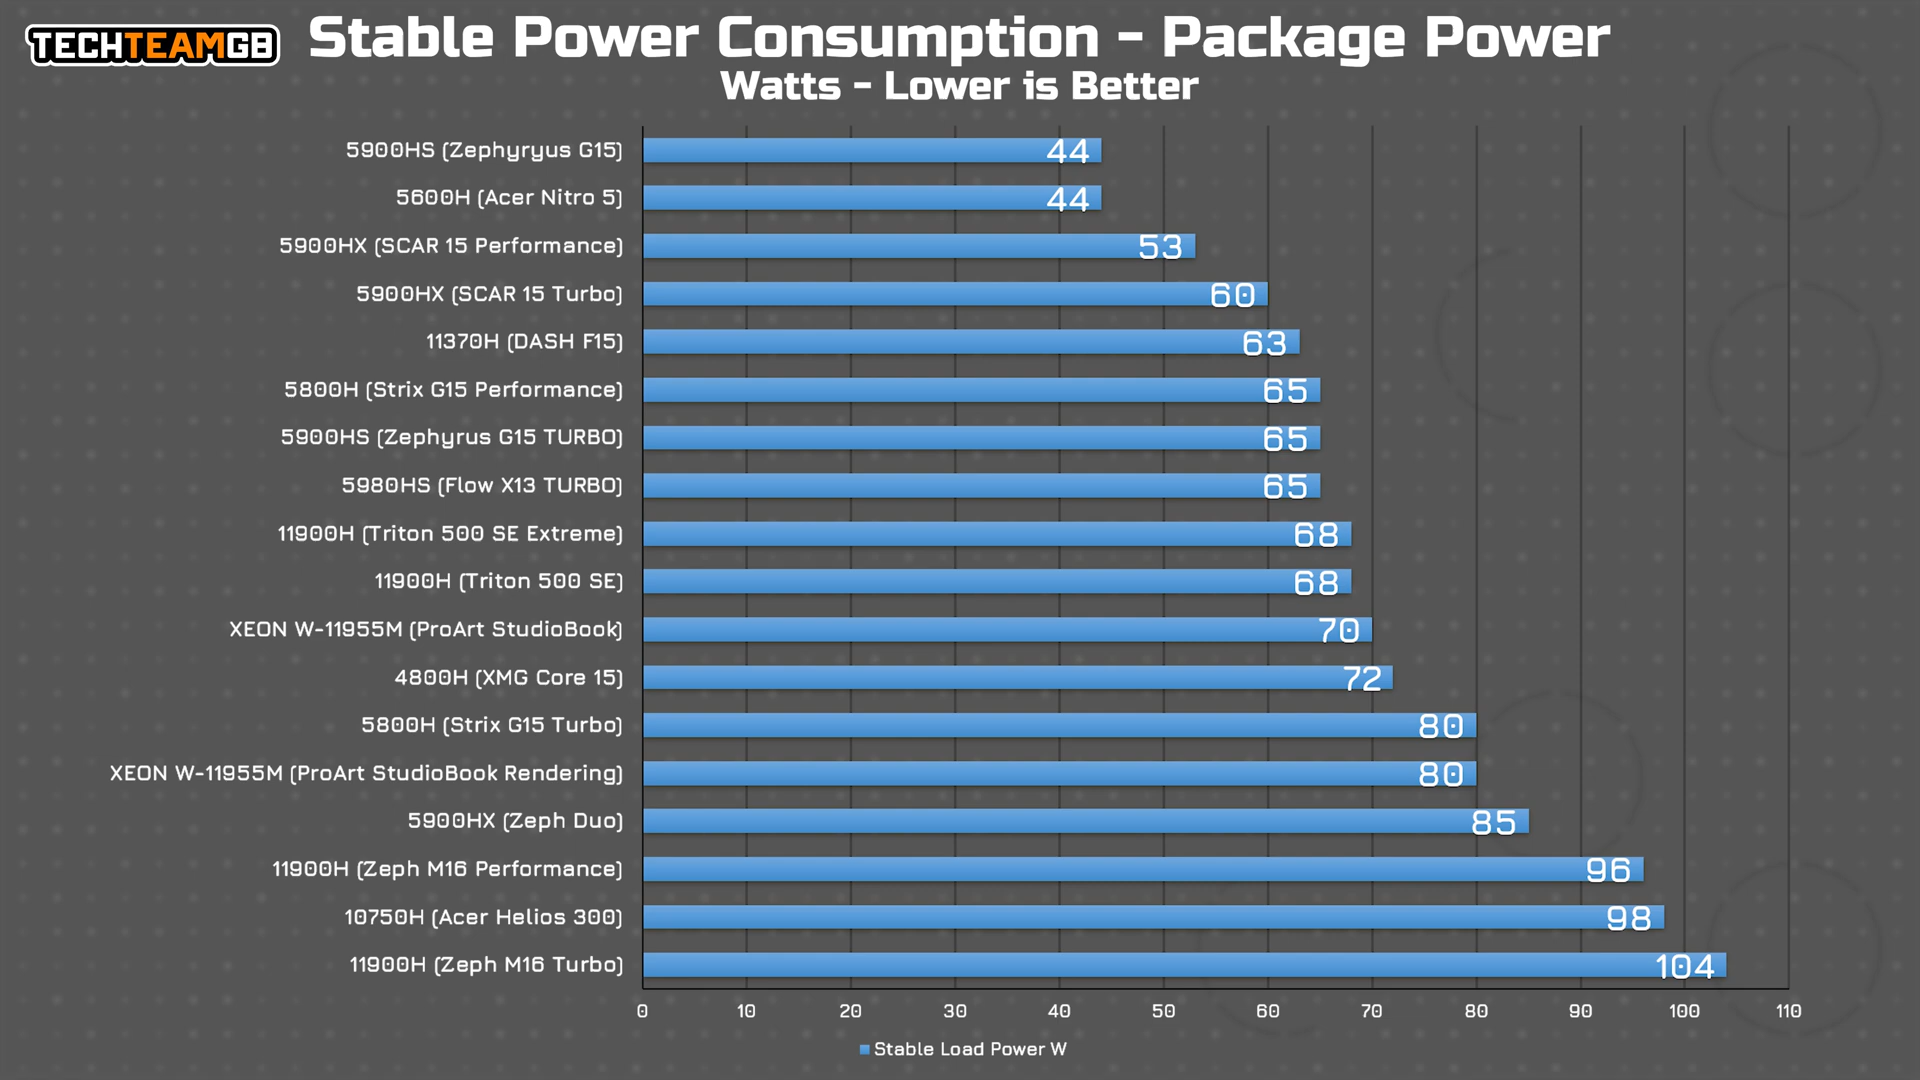 TECHTEAMGB
Stable Power Consumption - Package Power
Watts - Lower is Better
5900HS (Zephyryus G15) 44
5600H (Acer Nitro 5) 44
5900HX (SCAR 15 Performance) 53
5900HX (SCAR 15 Turbo) 60
11370H (DASH F15) 63
5800H (Strix G15 Performance) 65
5900HS (Zephyrus G15 TURBO) 65
5980HS (Flow X13 TURBO) 65
11900H (Triton 500 SE Extreme) 68
11900H (Triton 500 SE) 68
XEON W-11955M (ProArt StudioBook) 70
4800H (XMG Core 15) 72
5800H (Strix G15 Turbo) 80
XEON W-11955M (ProArt StudioBook Rendering) 80
5900HX (Zeph Duo) 85
11900H (Zeph M16 Performance) 96
10750H (Acer Helios 300) 98
11900H (Zeph M16 Turbo) 104
0 10 20 30 40 50 60 70 80 90 100 110
Stable Load Power W